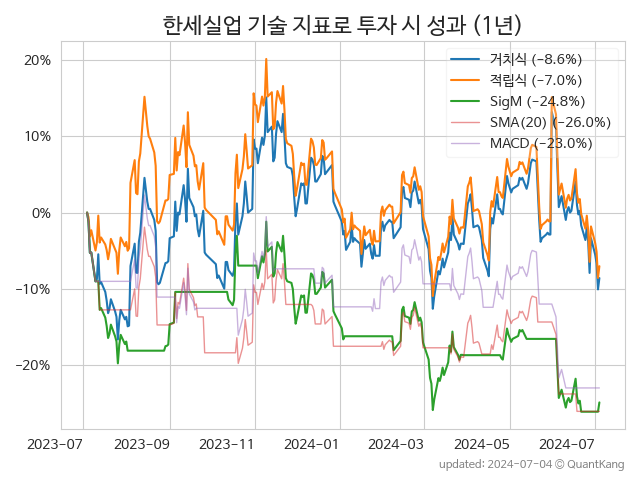 한세실업 기술 지표로 투자 시 성과 (1년)
거치식 (−8.6%)
적립식 (−7.0%)
SigM (−24.8%)
SMA(20) (−26.0%)
MACD (−23.0%)
20%
10%
0%
−10%
−20%
2023-07
2023-09
2023-11
2024-01
2024-03
2024-05
2024-07
updated: 2024-07-04 © QuantKang